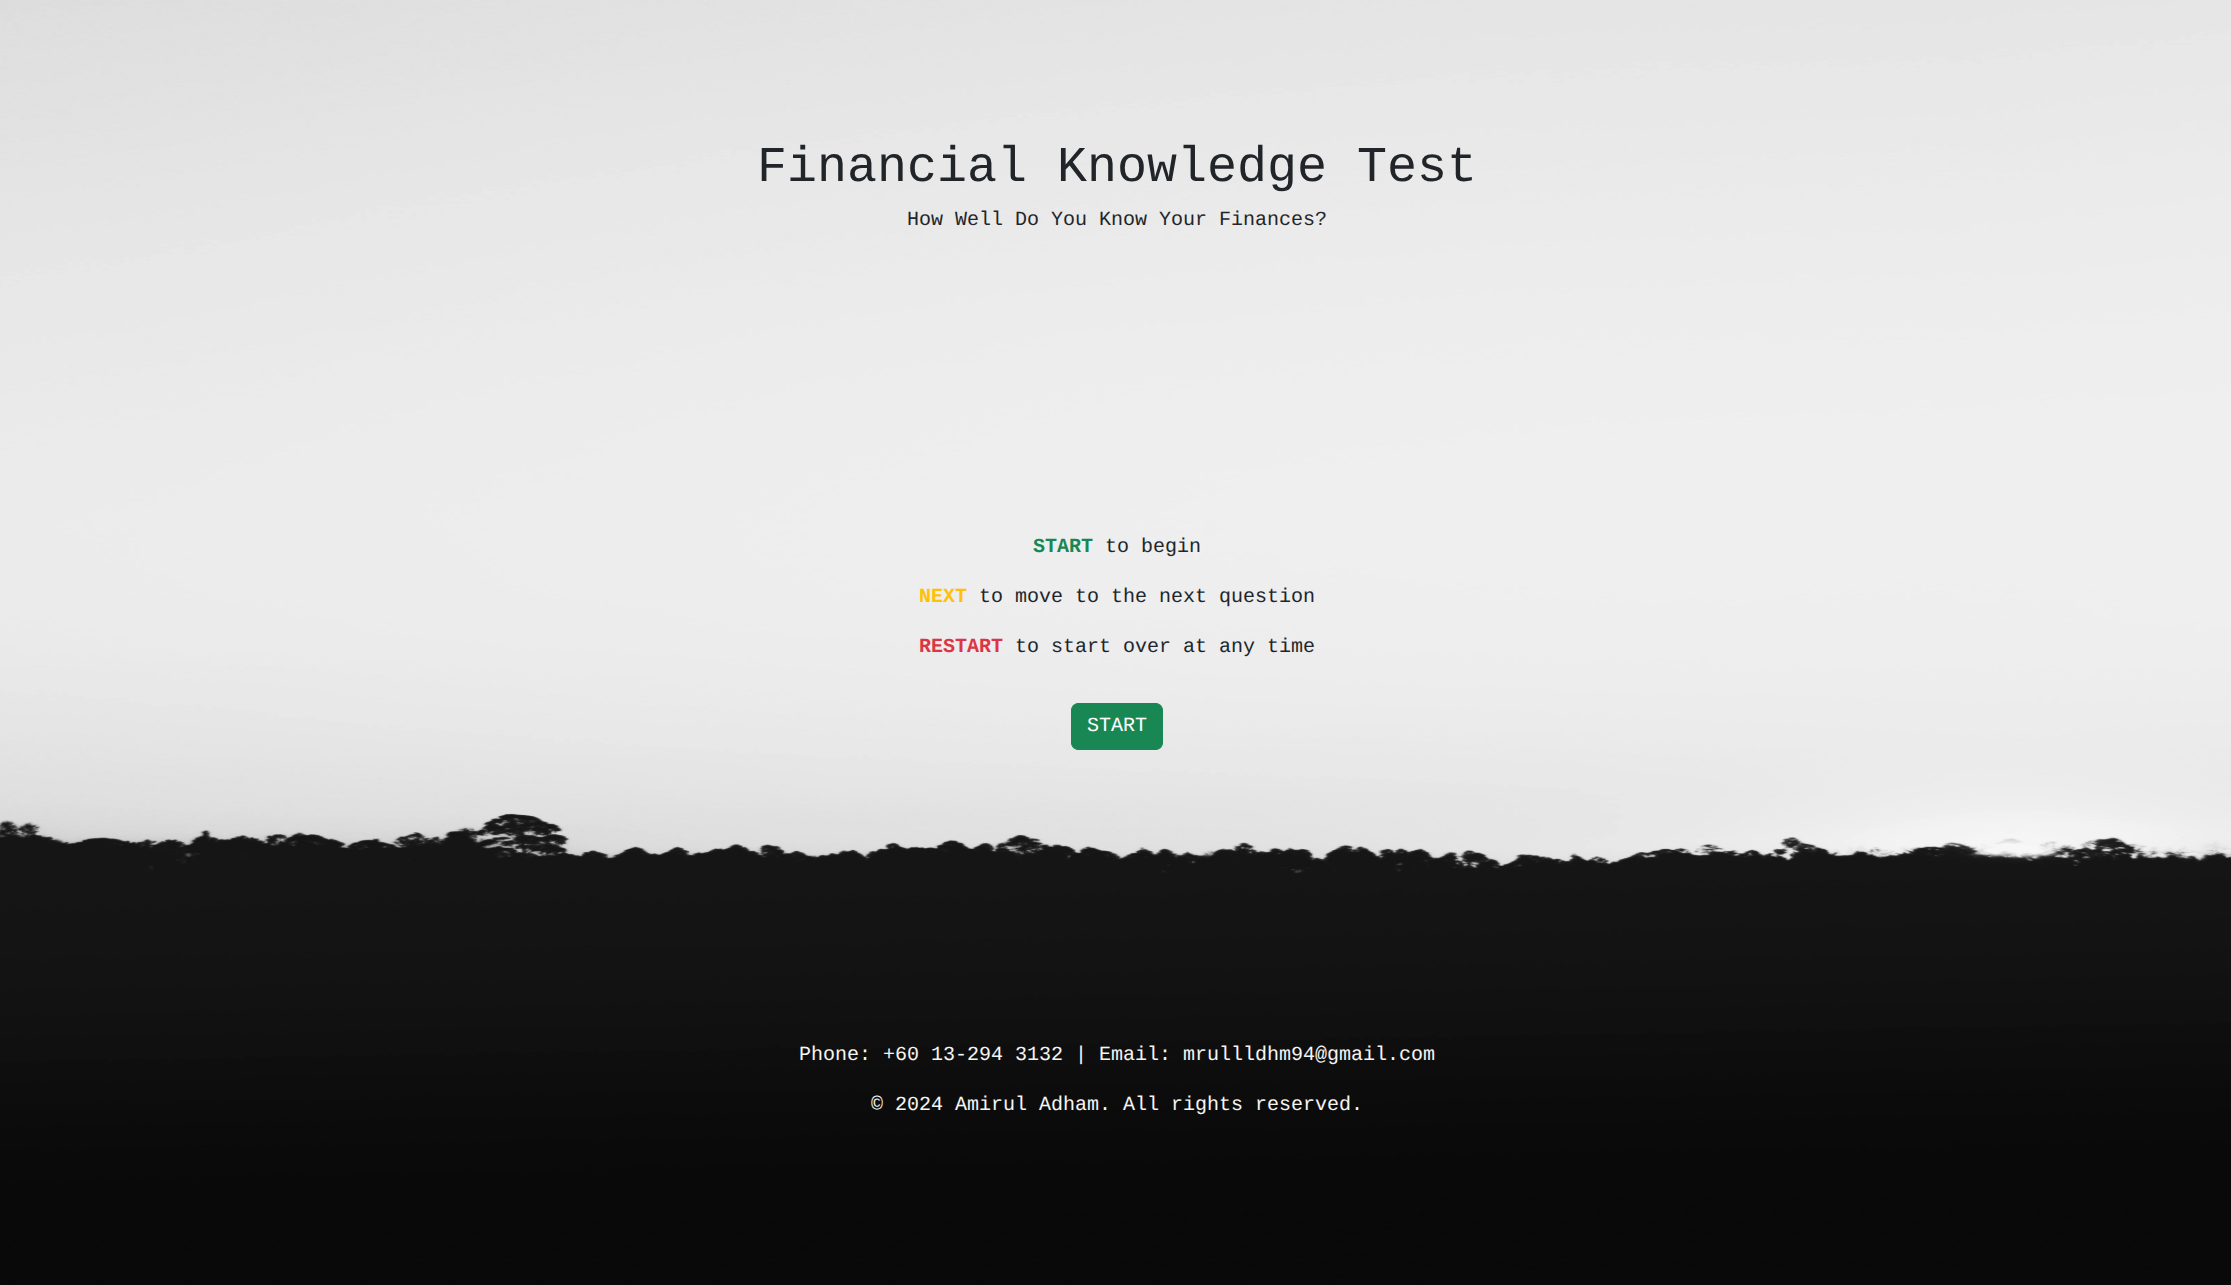 Financial Knowledge Test
How Well Do You Know Your Finances?
START to begin
NEXT to move to the next question
RESTART to start over at any time
START
Phone: +60 13-294 3132 | Email: mrullldhm94@gmail.com
© 2024 Amirul Adham. All rights reserved.